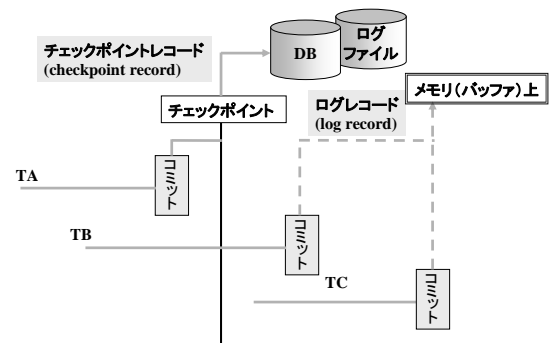 チェックポイントレコード
(checkpoint record)
DB
ログ
ファイル
メモリ(バッファ)上
チェックポイント
ログレコード
(log record)
コミット
TA
TB
コミット
TC
コミット